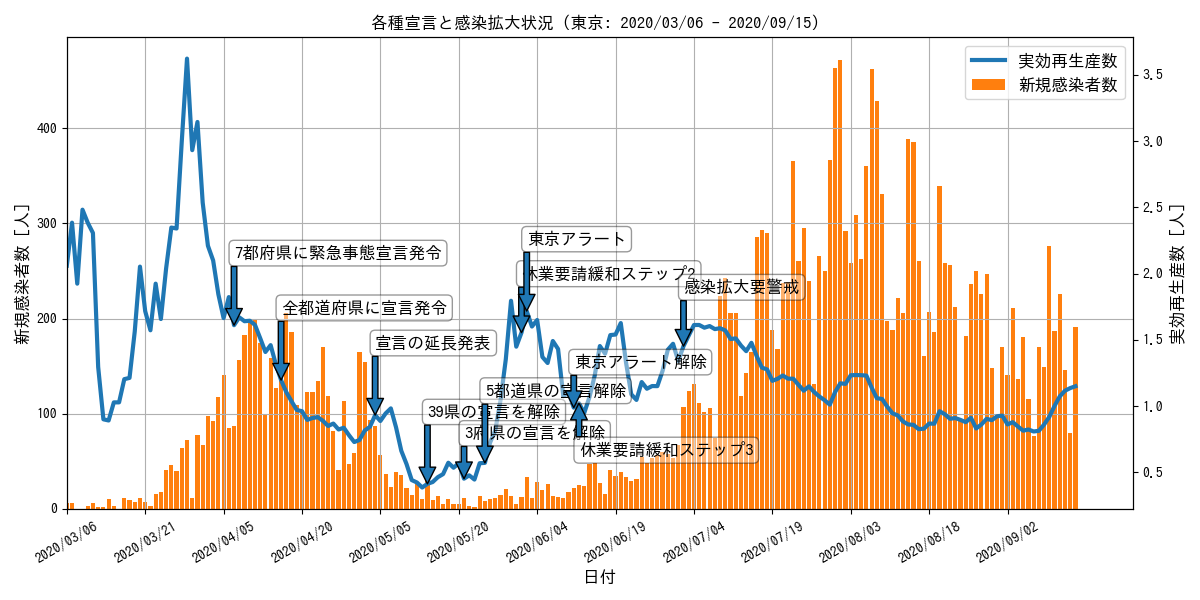 各種宣言と感染拡大状況 (東京: 2020/03/06 - 2020/09/15)
実効再生産数
新規感染者数
新規感染者数 [人]
400
300
200
100
0
実効再生産数 [人]
3.5
3.0
2.5
2.0
1.5
1.0
0.5
7都府県に緊急事態宣言発令
全都道府県に宣言発令
宣言の延長発表
39県の宣言を解除
3府県の宣言を解除
5都道県の宣言解除
休業要請緩和ステップ2
東京アラート
東京アラート解除
休業要請緩和ステップ3
感染拡大要警戒
2020/03/06
2020/03/21
2020/04/05
2020/04/20
2020/05/05
2020/05/20
2020/06/04
2020/06/19
2020/07/04
2020/07/19
2020/08/03
2020/08/18
2020/09/02
日付